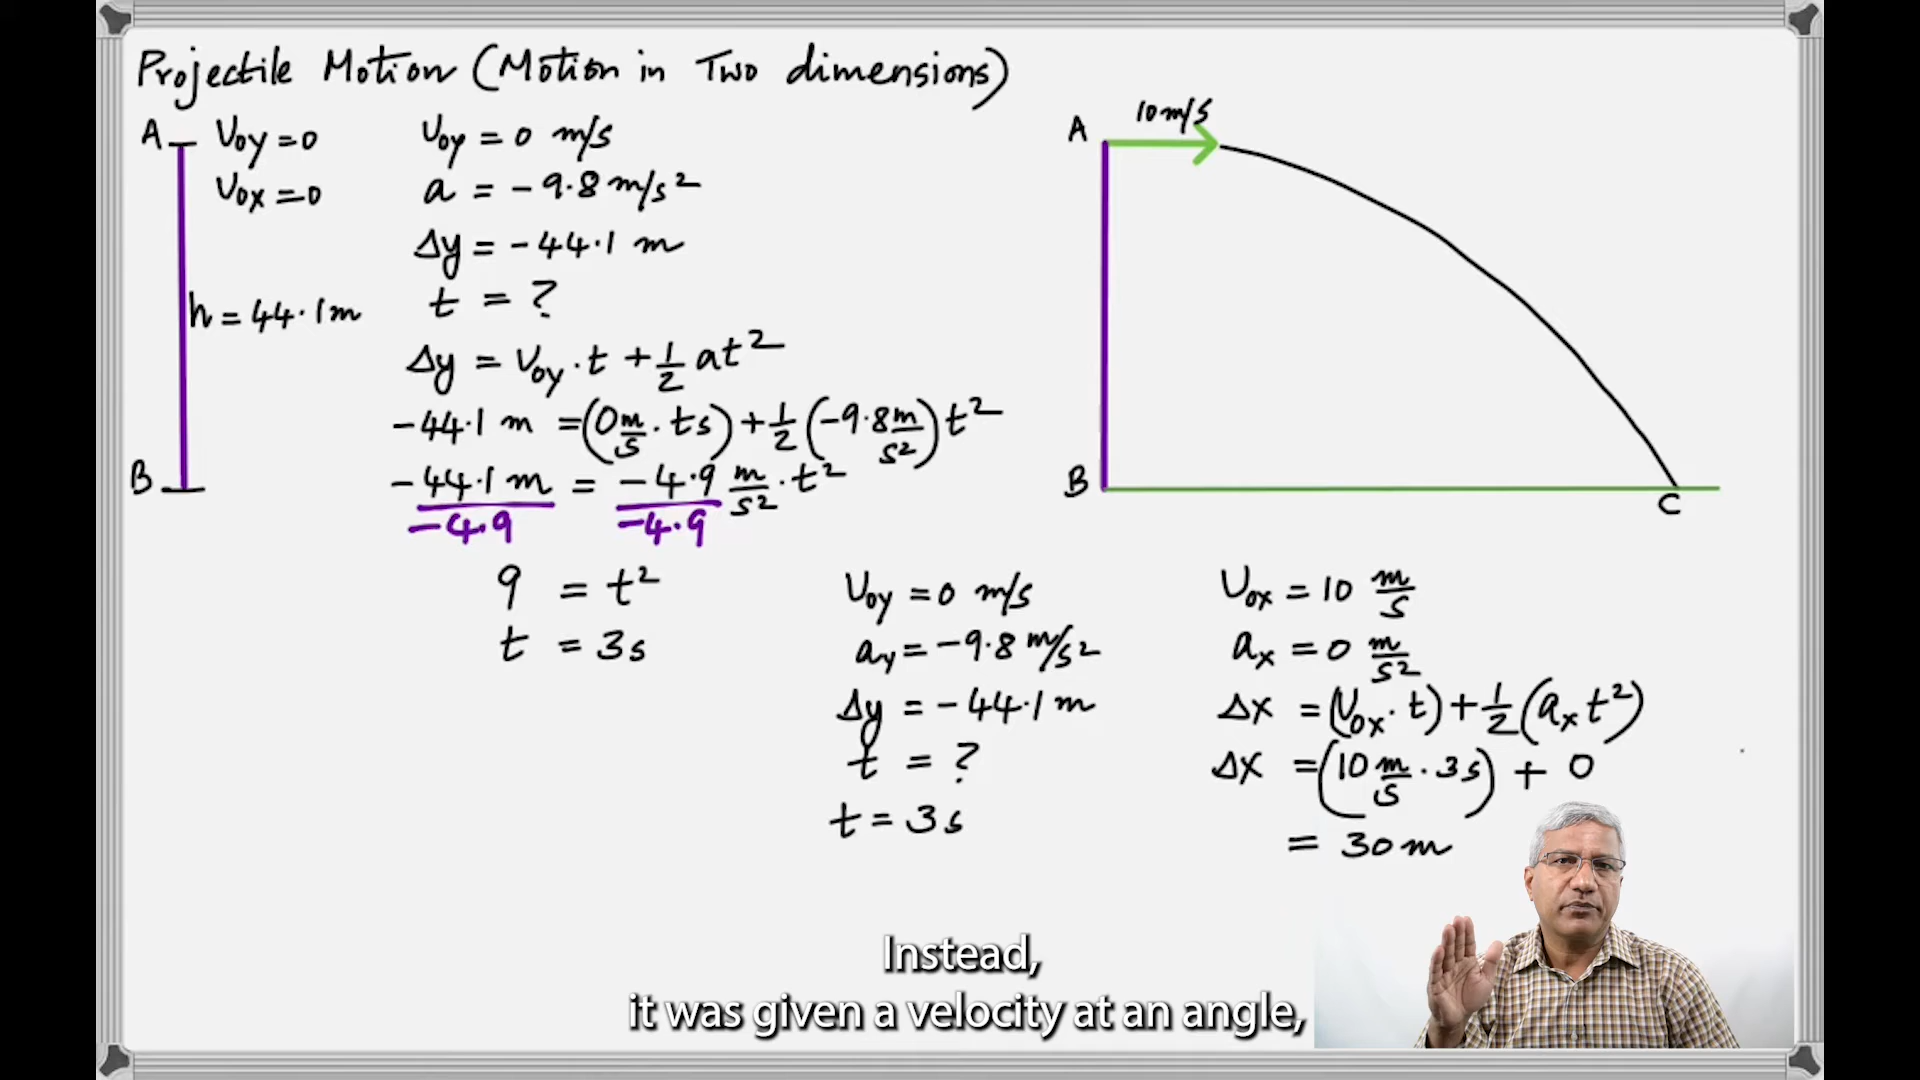 Projectile Motion (Motion in Two dimensions)
A
Voy = 0
Vox = 0
h = 44.1m
B
Voy = 0 m/s
a = -9.8 m/s²
Δy = -44.1 m
t = ?
Δy = Voy · t + 1/2 at²
-44.1 m = (0 m/s · ts) + 1/2 (-9.8 m/s²) t²
-44.1 m / -4.9 = -4.9 / -4.9 m/s² · t²
9 = t²
t = 3s
A
10 m/s
B
C
Voy = 0 m/s
ay = -9.8 m/s²
Δy = -44.1 m
t = ?
t = 3s
Vox = 10 m/s
ax = 0 m/s²
Δx = (Vox · t) + 1/2 (ax t²)
Δx = (10 m/s · 3s) + 0
= 30 m
Instead,
it was given a velocity at an angle,